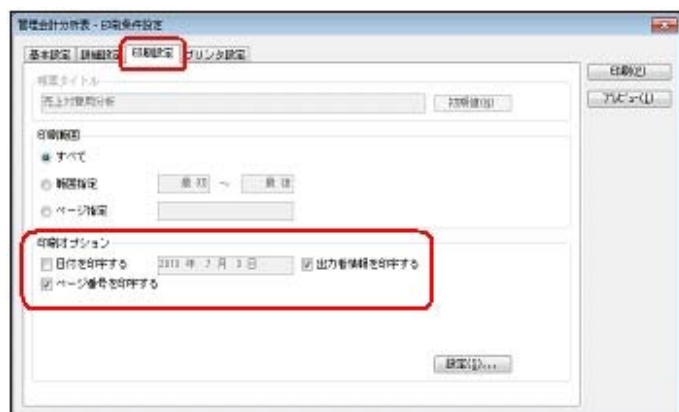 管理会計分析表 - 印刷条件設定
基本設定 詳細設定 印刷設定 プリンタ設定
印刷(P)
プレビュー(L)
帳票タイトル
売上対費用分析 初期値(N)
印刷範囲
すべて
範囲指定 最初 ～ 最後
ページ指定
印刷オプション
日付を印字する 年 7 月 3 日 出力者情報を印字する
ページ番号を印字する
設定(S)...